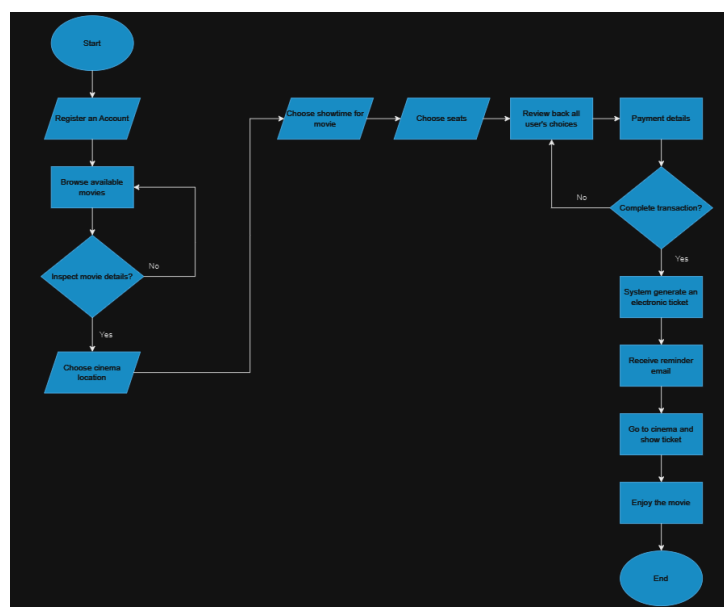 Start
Register an Account
Browse available
movies
No
Inspect movie details?
Yes
Choose cinema
location
Choose showtime for
movie
Choose seats
Review back all
user's choices
Payment details
No
Complete transaction?
Yes
System generate an
electronic ticket
Receive reminder
email
Go to cinema and
show ticket
Enjoy the movie
End